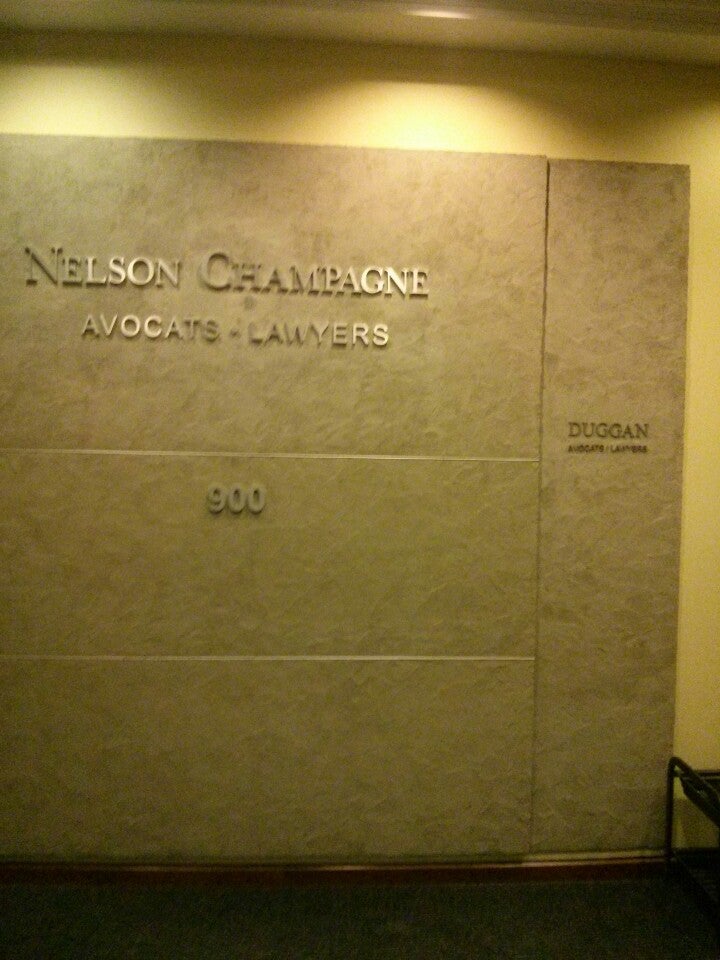 NELSON CHAMPAGNE
AVOCATS - LAWYERS
900
DUGGAN
AVOCATS / LAWYERS